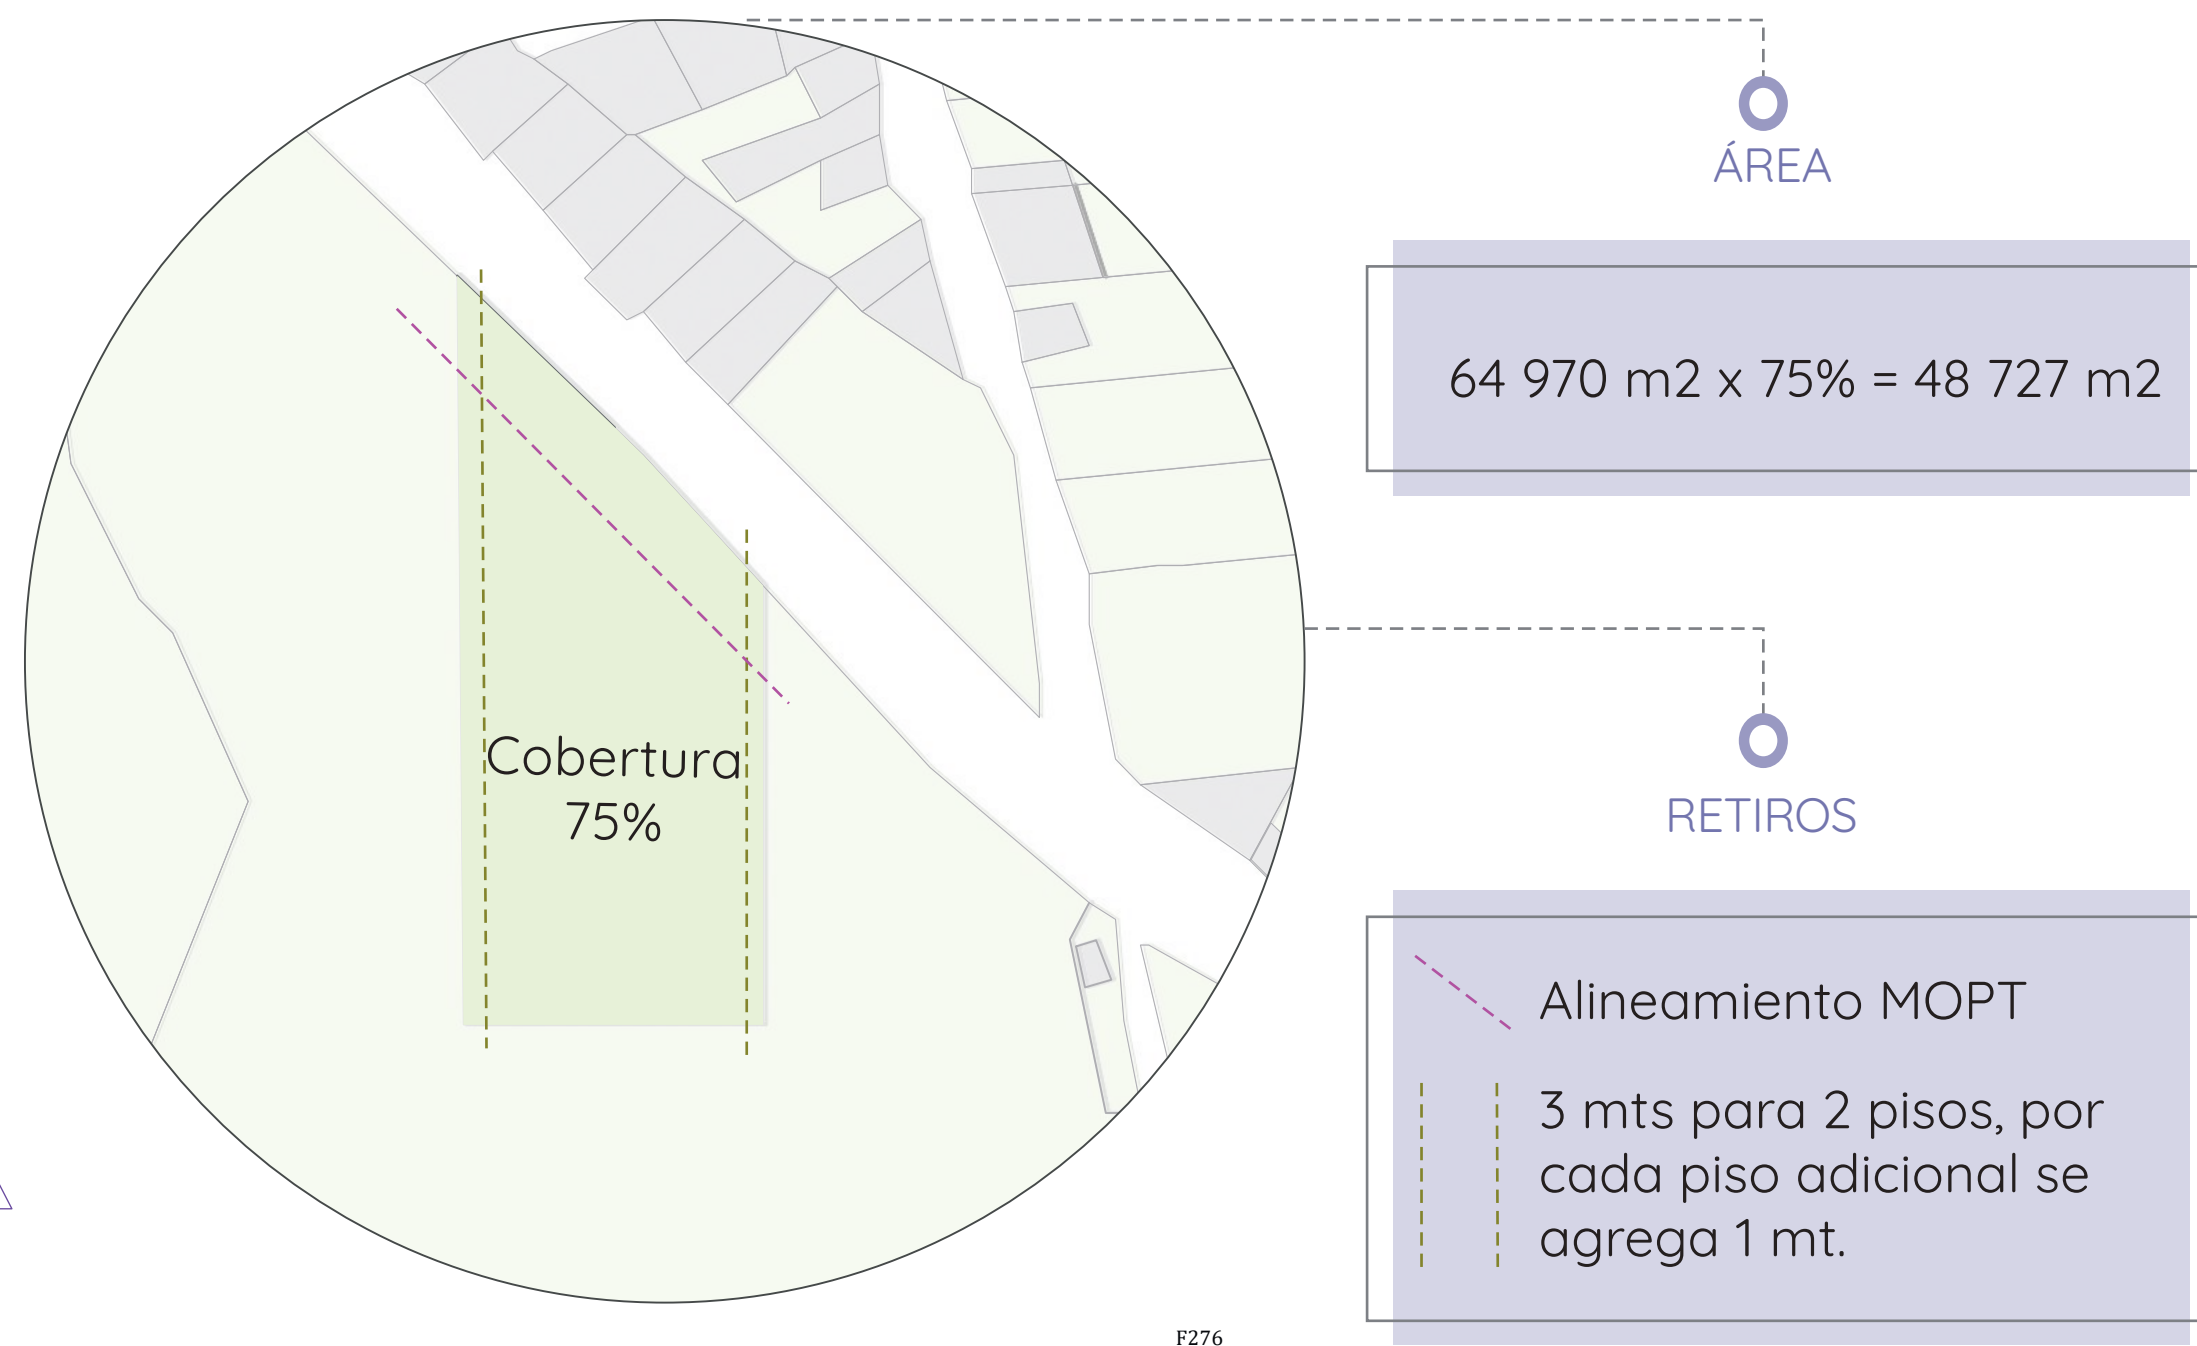 ÁREA
64 970 m2 x 75% = 48 727 m2
Cobertura
75%
RETIROS
Alineamiento MOPT
3 mts para 2 pisos, por
cada piso adicional se
agrega 1 mt.
F276